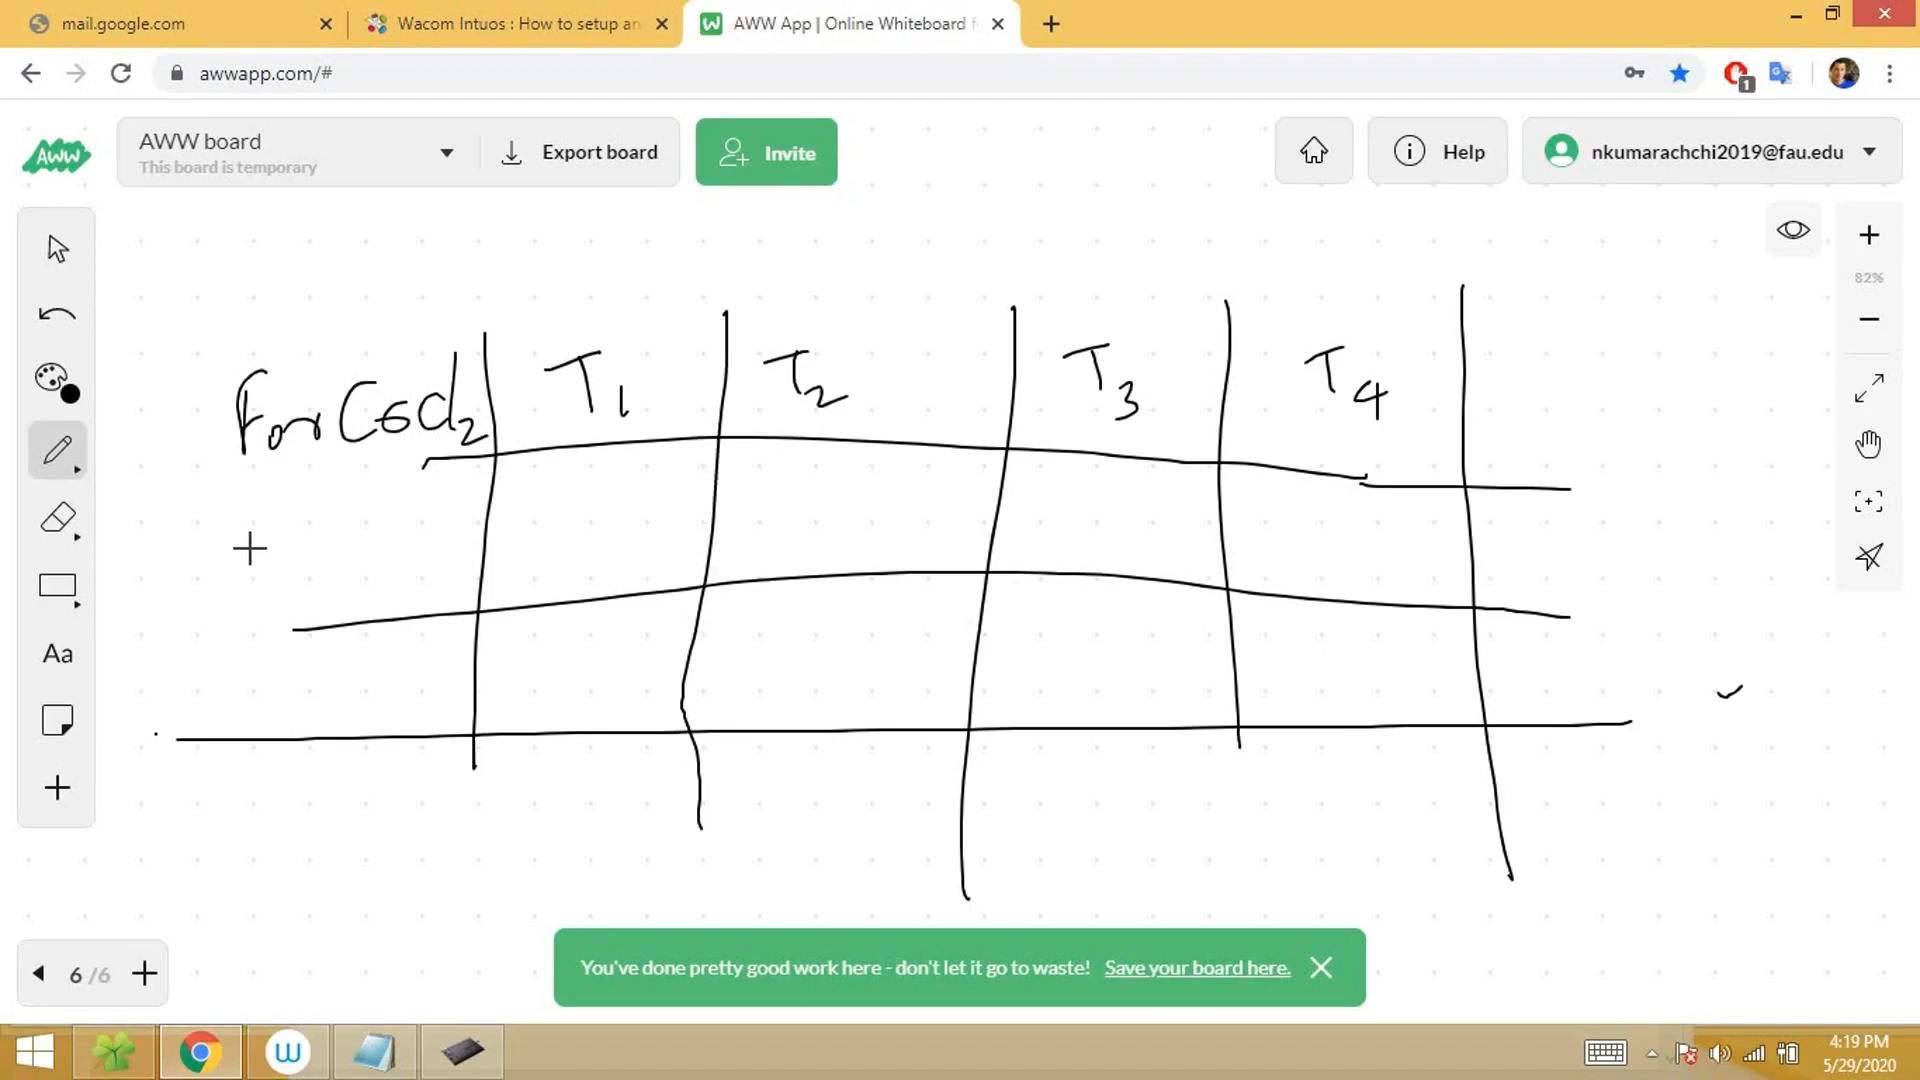 mail.google.com
Wacom Intuos : How to setup an
AWW App | Online Whiteboard f
awwapp.com/#
1
AWW
AWW board
This board is temporary
Export board
Invite
Help
nkumarachchi2019@fau.edu
82%
For CsCl2 T1 T2 T3 T4
Aa
6 /6
You've done pretty good work here - don't let it go to waste! Save your board here.
W
4:19 PM
5/29/2020